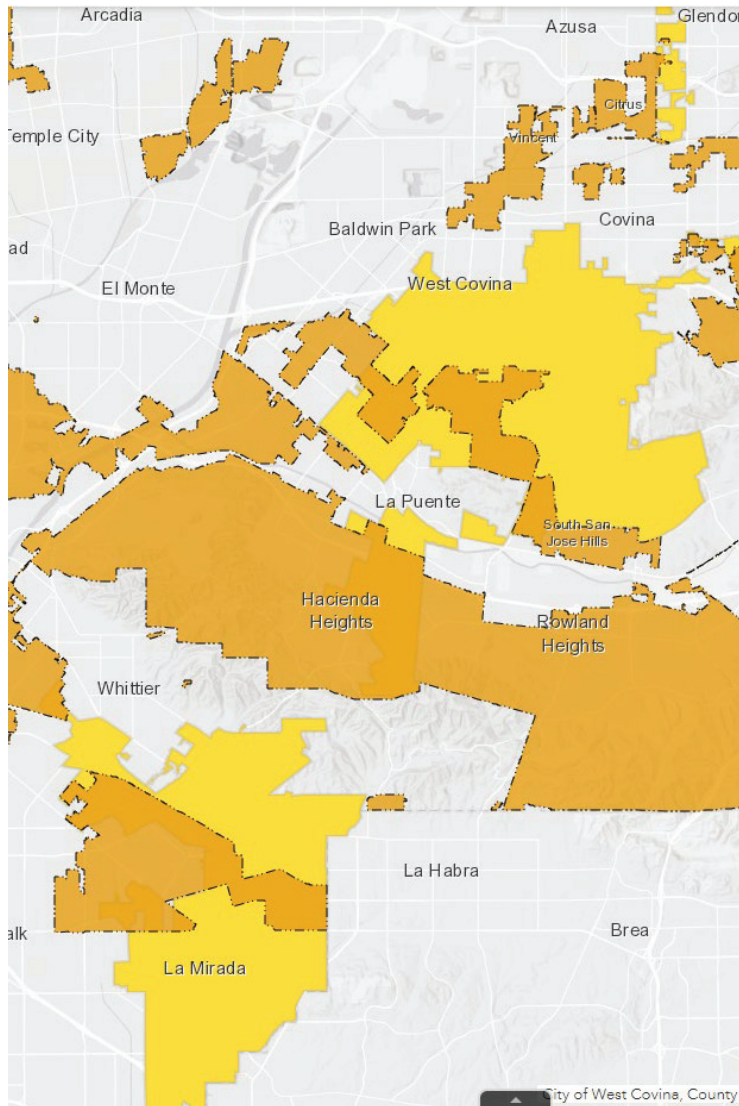 Arcadia
Azusa
Glendor
Citrus
Temple City
Vincent
Covina
Baldwin Park
ad
West Covina
El Monte
La Puente
South San
Jose Hills
Hacienda
Heights
Rowland
Heights
Whittier
La Habra
Brea
alk
La Mirada
City of West Covina, County